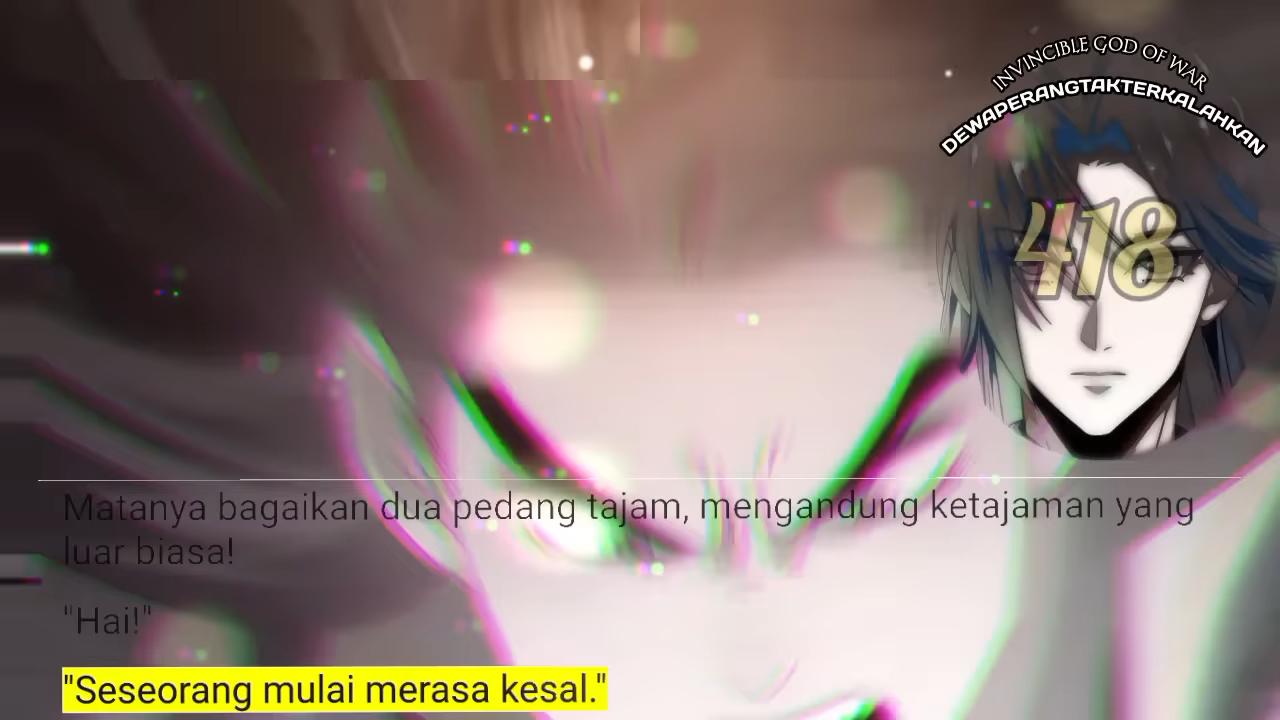 INVINCIBLE GOD OF WAR
DEWAPERANGTAKTERKALAHKAN
418
Matanya bagaikan dua pedang tajam, mengandung ketajaman yang
luar biasa!
"Hai!"
"Seseorang mulai merasa kesal."